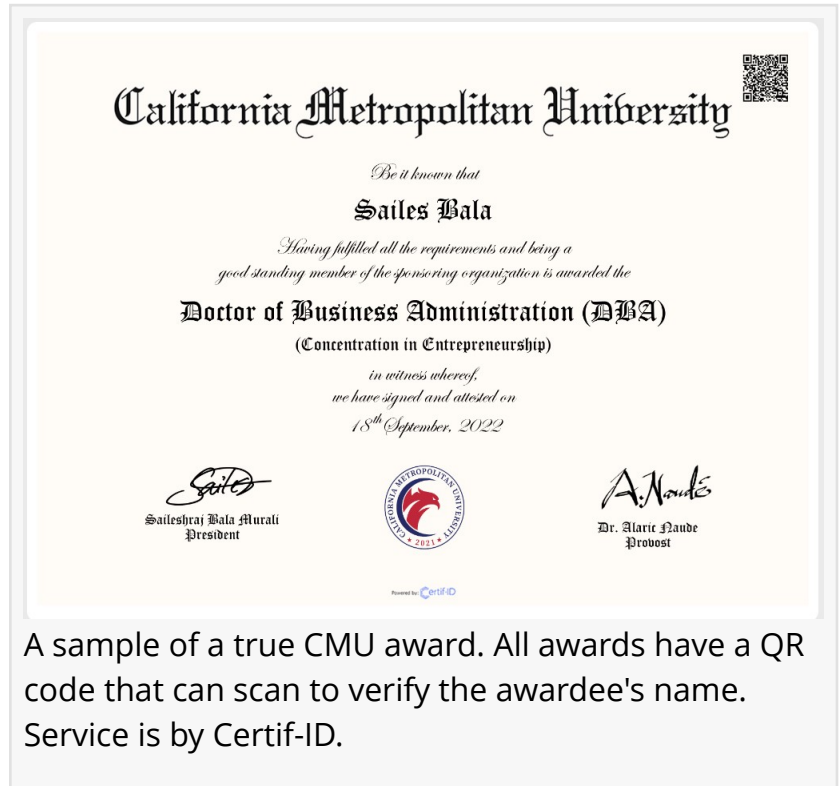 California Metropolitan University
Be it known that
Sailes Bala
Having fulfilled all the requirements and being a
good standing member of the sponsoring organization is awarded the
Doctor of Business Administration (DBA)
(Concentration in Entrepreneurship)
in witness whereof,
we have signed and attested on
18th September, 2022
Sailes
A.Naude
Saileshraj Bala Murali
President
CALIFORNIA METROPOLITAN UNIVERSITY
★ 2021 ★
Dr. Alaric Naude
Provost
Powered by: Certif-ID
A sample of a true CMU award. All awards have a QR
code that can scan to verify the awardee's name.
Service is by Certif-ID.